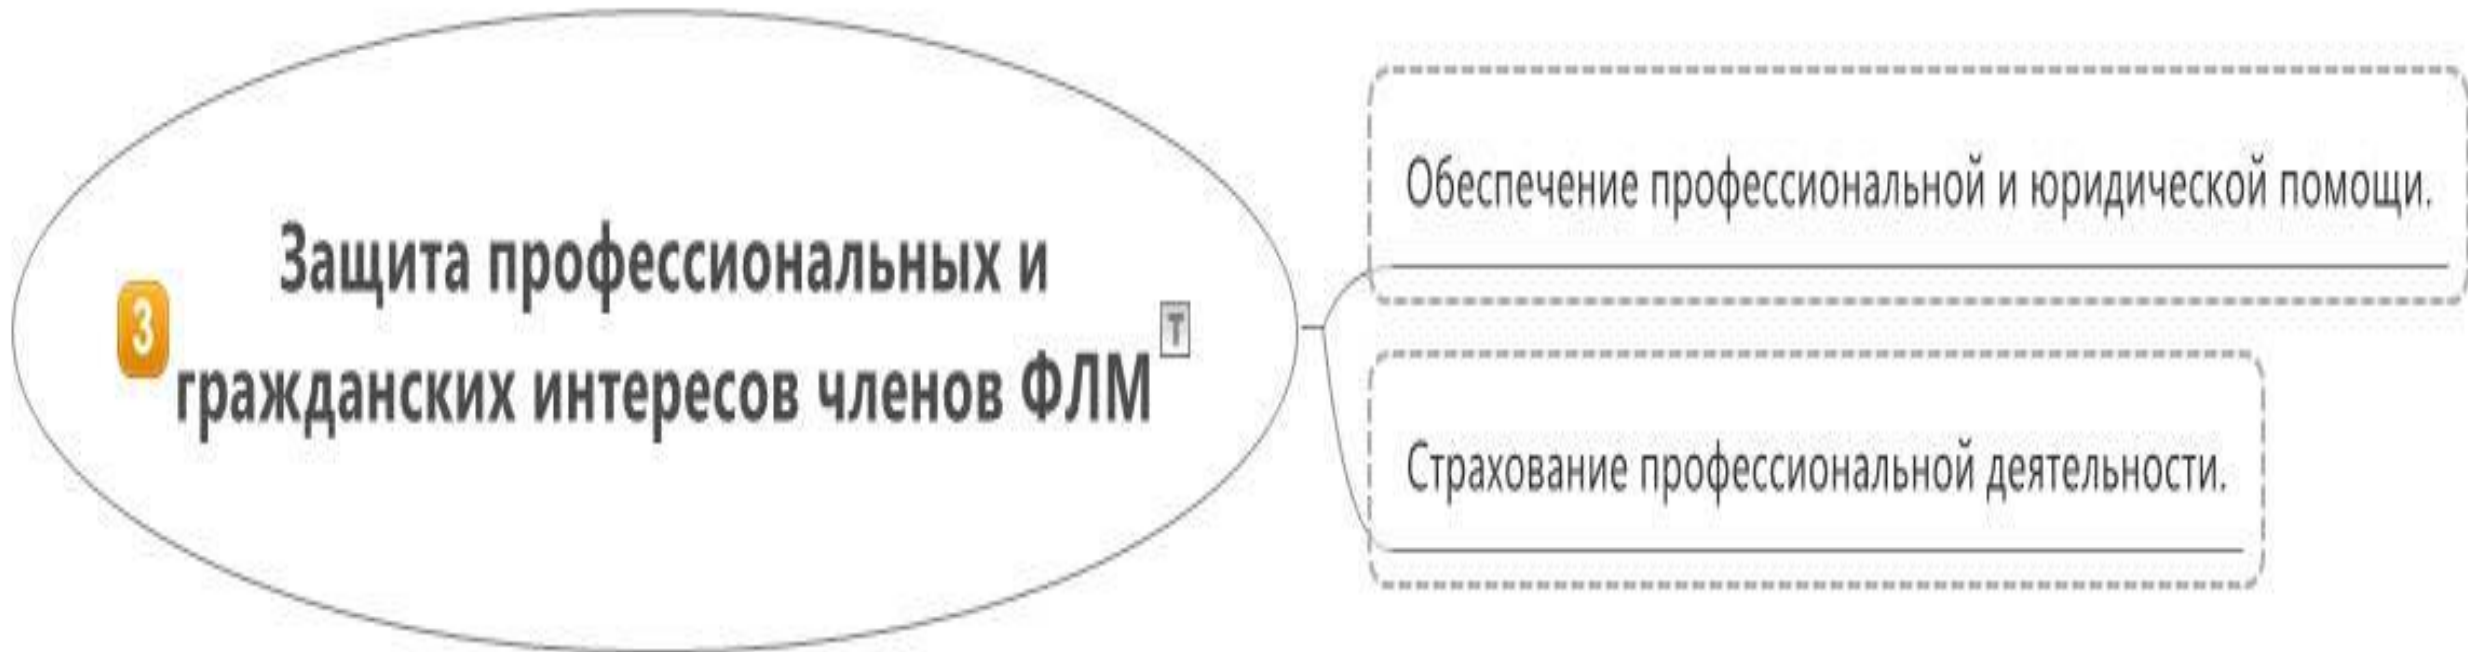 3
Защита профессиональных и
гражданских интересов членов ФЛМ
T
Обеспечение профессиональной и юридической помощи.
Страхование профессиональной деятельности.